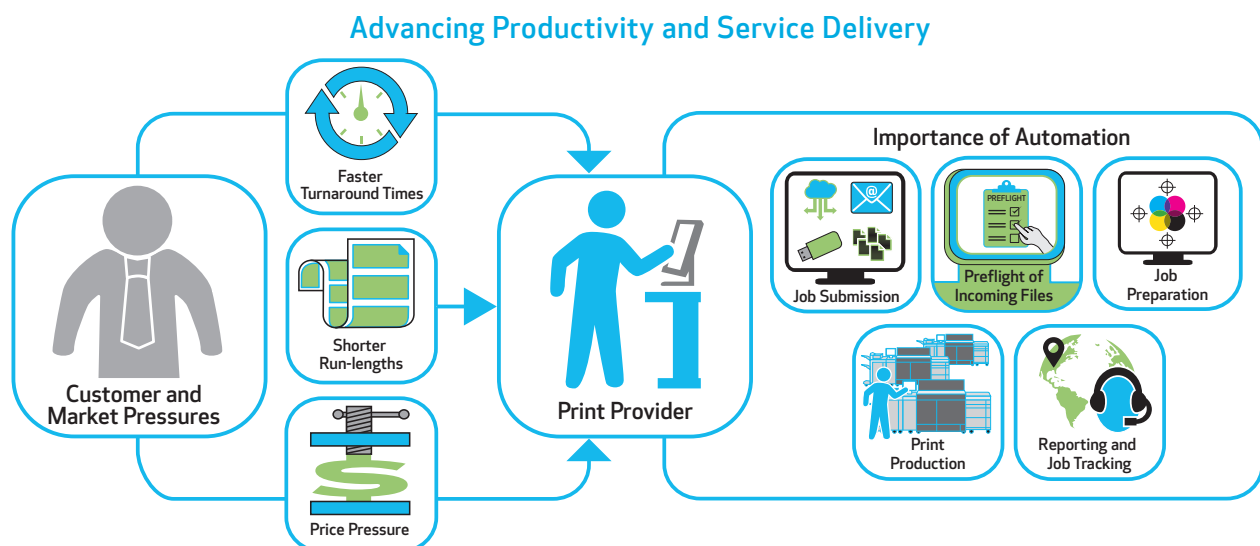 Advancing Productivity and Service Delivery
Customer and
Market Pressures
Faster
Turnaround Times
Shorter
Run-lengths
$
Price Pressure
Print Provider
Importance of Automation
@
Job Submission
PREFLIGHT
Preflight of
Incoming Files
Job
Preparation
Print
Production
Reporting and
Job Tracking